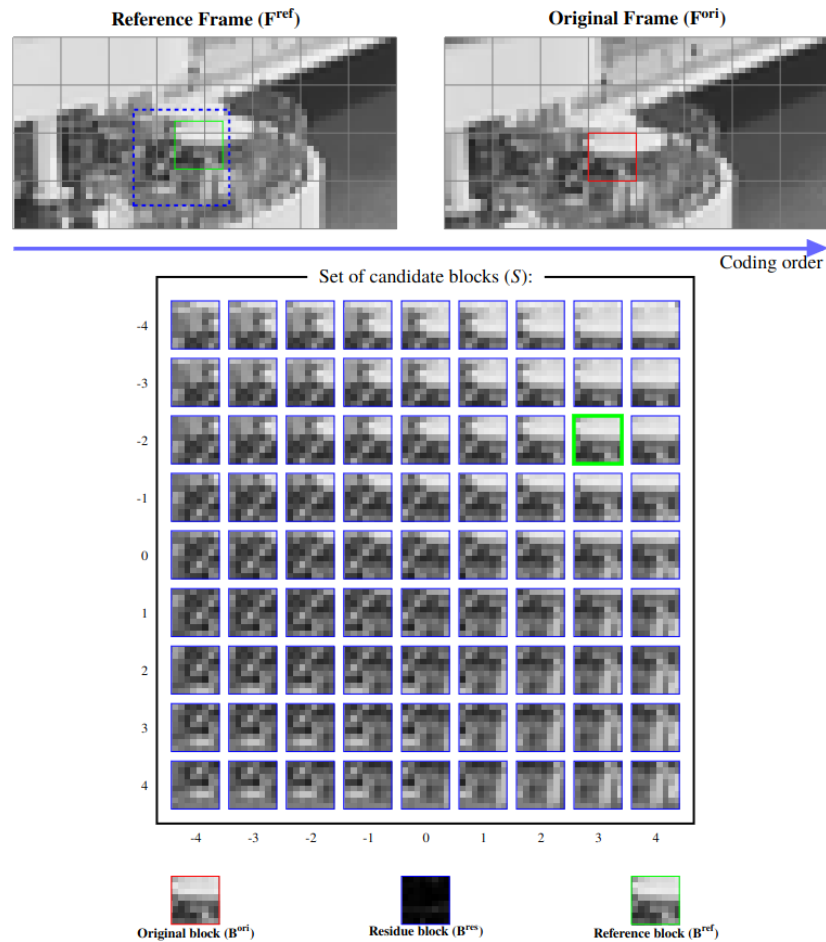 Reference Frame (F^ref)
Original Frame (F^ori)
Coding order
Set of candidate blocks (S):
-4
-3
-2
-1
0
1
2
3
4
-4 -3 -2 -1 0 1 2 3 4
Original block (B^ori)
Residue block (B^res)
Reference block (B^ref)